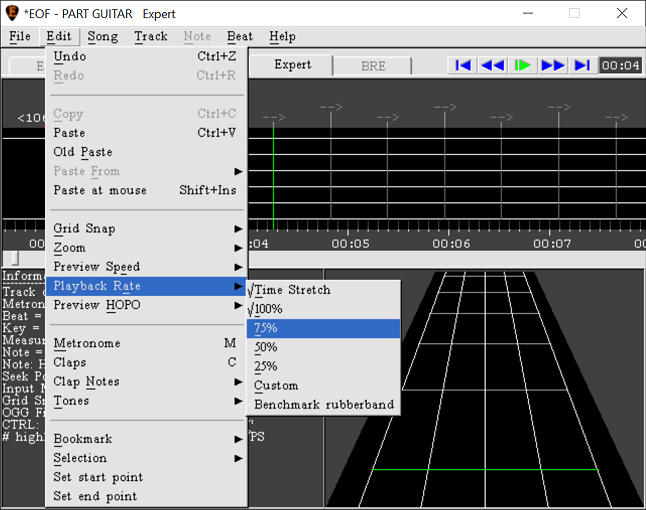 *EOF - PART GUITAR   Expert
File Edit Song Track Note Beat Help
E
Expert
BRE
00:04
Undo Ctrl+Z
Redo Ctrl+R
Copy Ctrl+C
Paste Ctrl+V
Old Paste
Paste From
Paste at mouse Shift+Ins
Grid Snap
Zoom
Preview Speed
Playback Rate
Preview HOPO
Metronome M
Claps C
Clap Notes
Tones
Bookmark
Selection
Set start point
Set end point
√Time Stretch
√100%
75%
50%
25%
Custom
Benchmark rubberband
<106
--> --> --> --> --> -->
00
:04 00:05 00:06 00:07
Informa
Track d
Metron
Beat =
Key =
Measu
Note =
Note: H
Seek Po
Input M
Grid Sn
OGG Fi
CTRL:
# high
PS